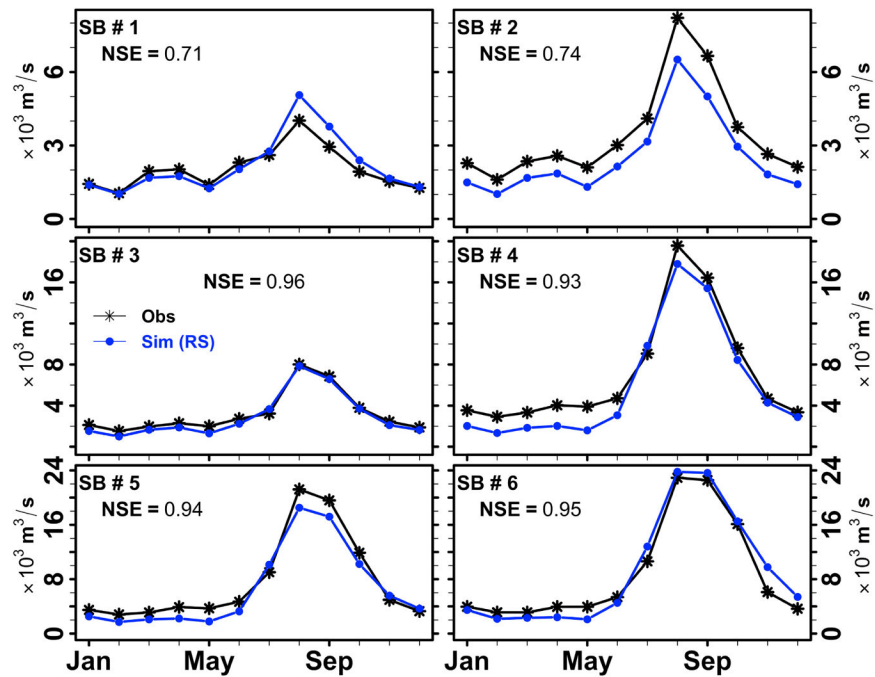 SB # 1
NSE = 0.71
× 10³ m³/s
0
3
6
SB # 2
NSE = 0.74
× 10³ m³/s
0
3
6
SB # 3
NSE = 0.96
Obs
Sim (RS)
× 10³ m³/s
4
8
16
SB # 4
NSE = 0.93
× 10³ m³/s
4
8
16
SB # 5
NSE = 0.94
× 10³ m³/s
0
8
16
24
SB # 6
NSE = 0.95
× 10³ m³/s
0
8
16
24
Jan May Sep
Jan May Sep